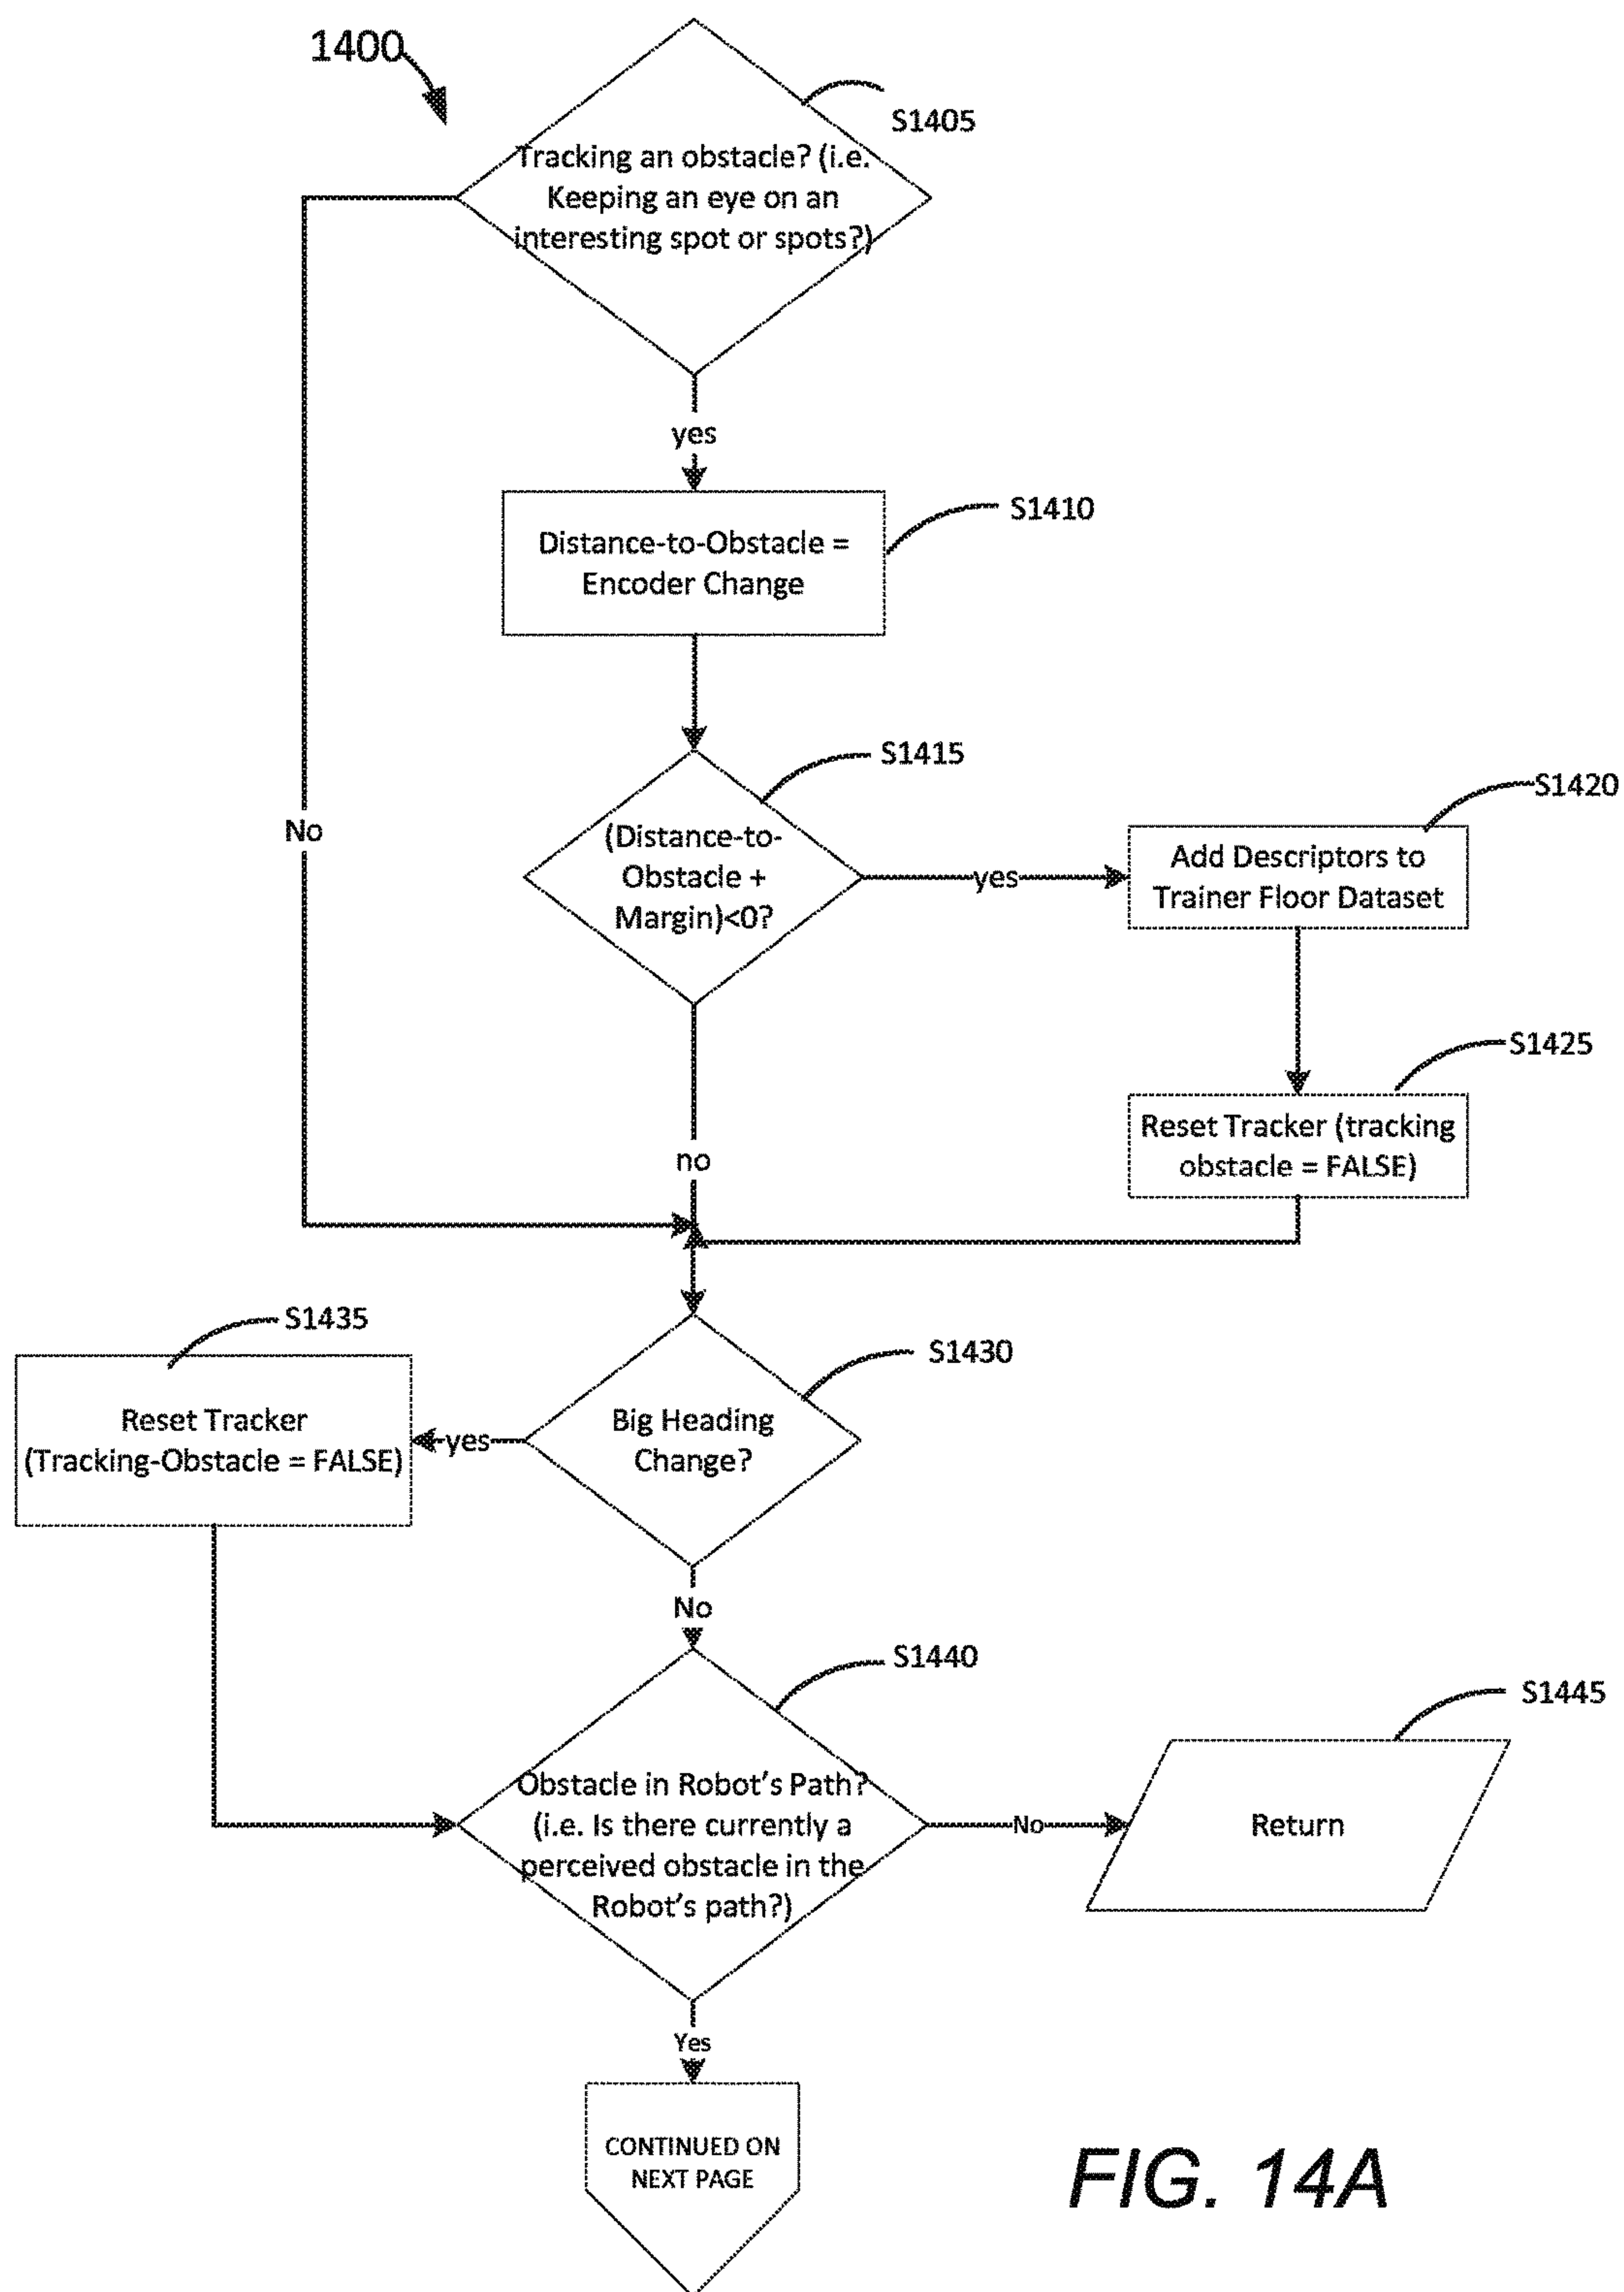 1400
S1405
Tracking an obstacle? (i.e.
Keeping an eye on an
interesting spot or spots?)
yes
No
S1410
Distance-to-Obstacle =
Encoder Change
S1415
(Distance-to-
Obstacle +
Margin)<0?
yes
S1420
Add Descriptors to
Trainer Floor Dataset
S1425
Reset Tracker (tracking
obstacle = FALSE)
no
S1435
Reset Tracker
(Tracking-Obstacle = FALSE)
yes
S1430
Big Heading
Change?
No
S1440
Obstacle in Robot's Path?
(i.e. Is there currently a
perceived obstacle in the
Robot's path?)
No
S1445
Return
Yes
CONTINUED ON
NEXT PAGE
FIG. 14A